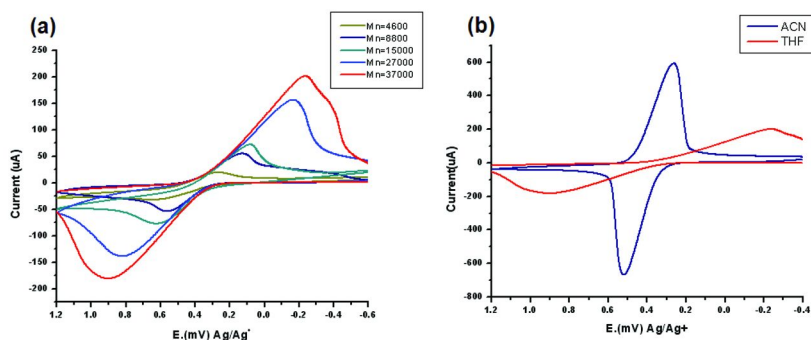 (a)
Mn=4600
Mn=8800
Mn=15000
Mn=27000
Mn=37000
250
200
150
100
50
0
-50
-100
-150
-200
Current (uA)
1.2 1.0 0.8 0.6 0.4 0.2 0.0 -0.2 -0.4 -0.6
E.(mV) Ag/Ag+
(b)
ACN
THF
600
400
200
0
-200
-400
-600
-800
Current(uA)
1.2 1.0 0.8 0.6 0.4 0.2 0.0 -0.2 -0.4
E.(mV) Ag/Ag+